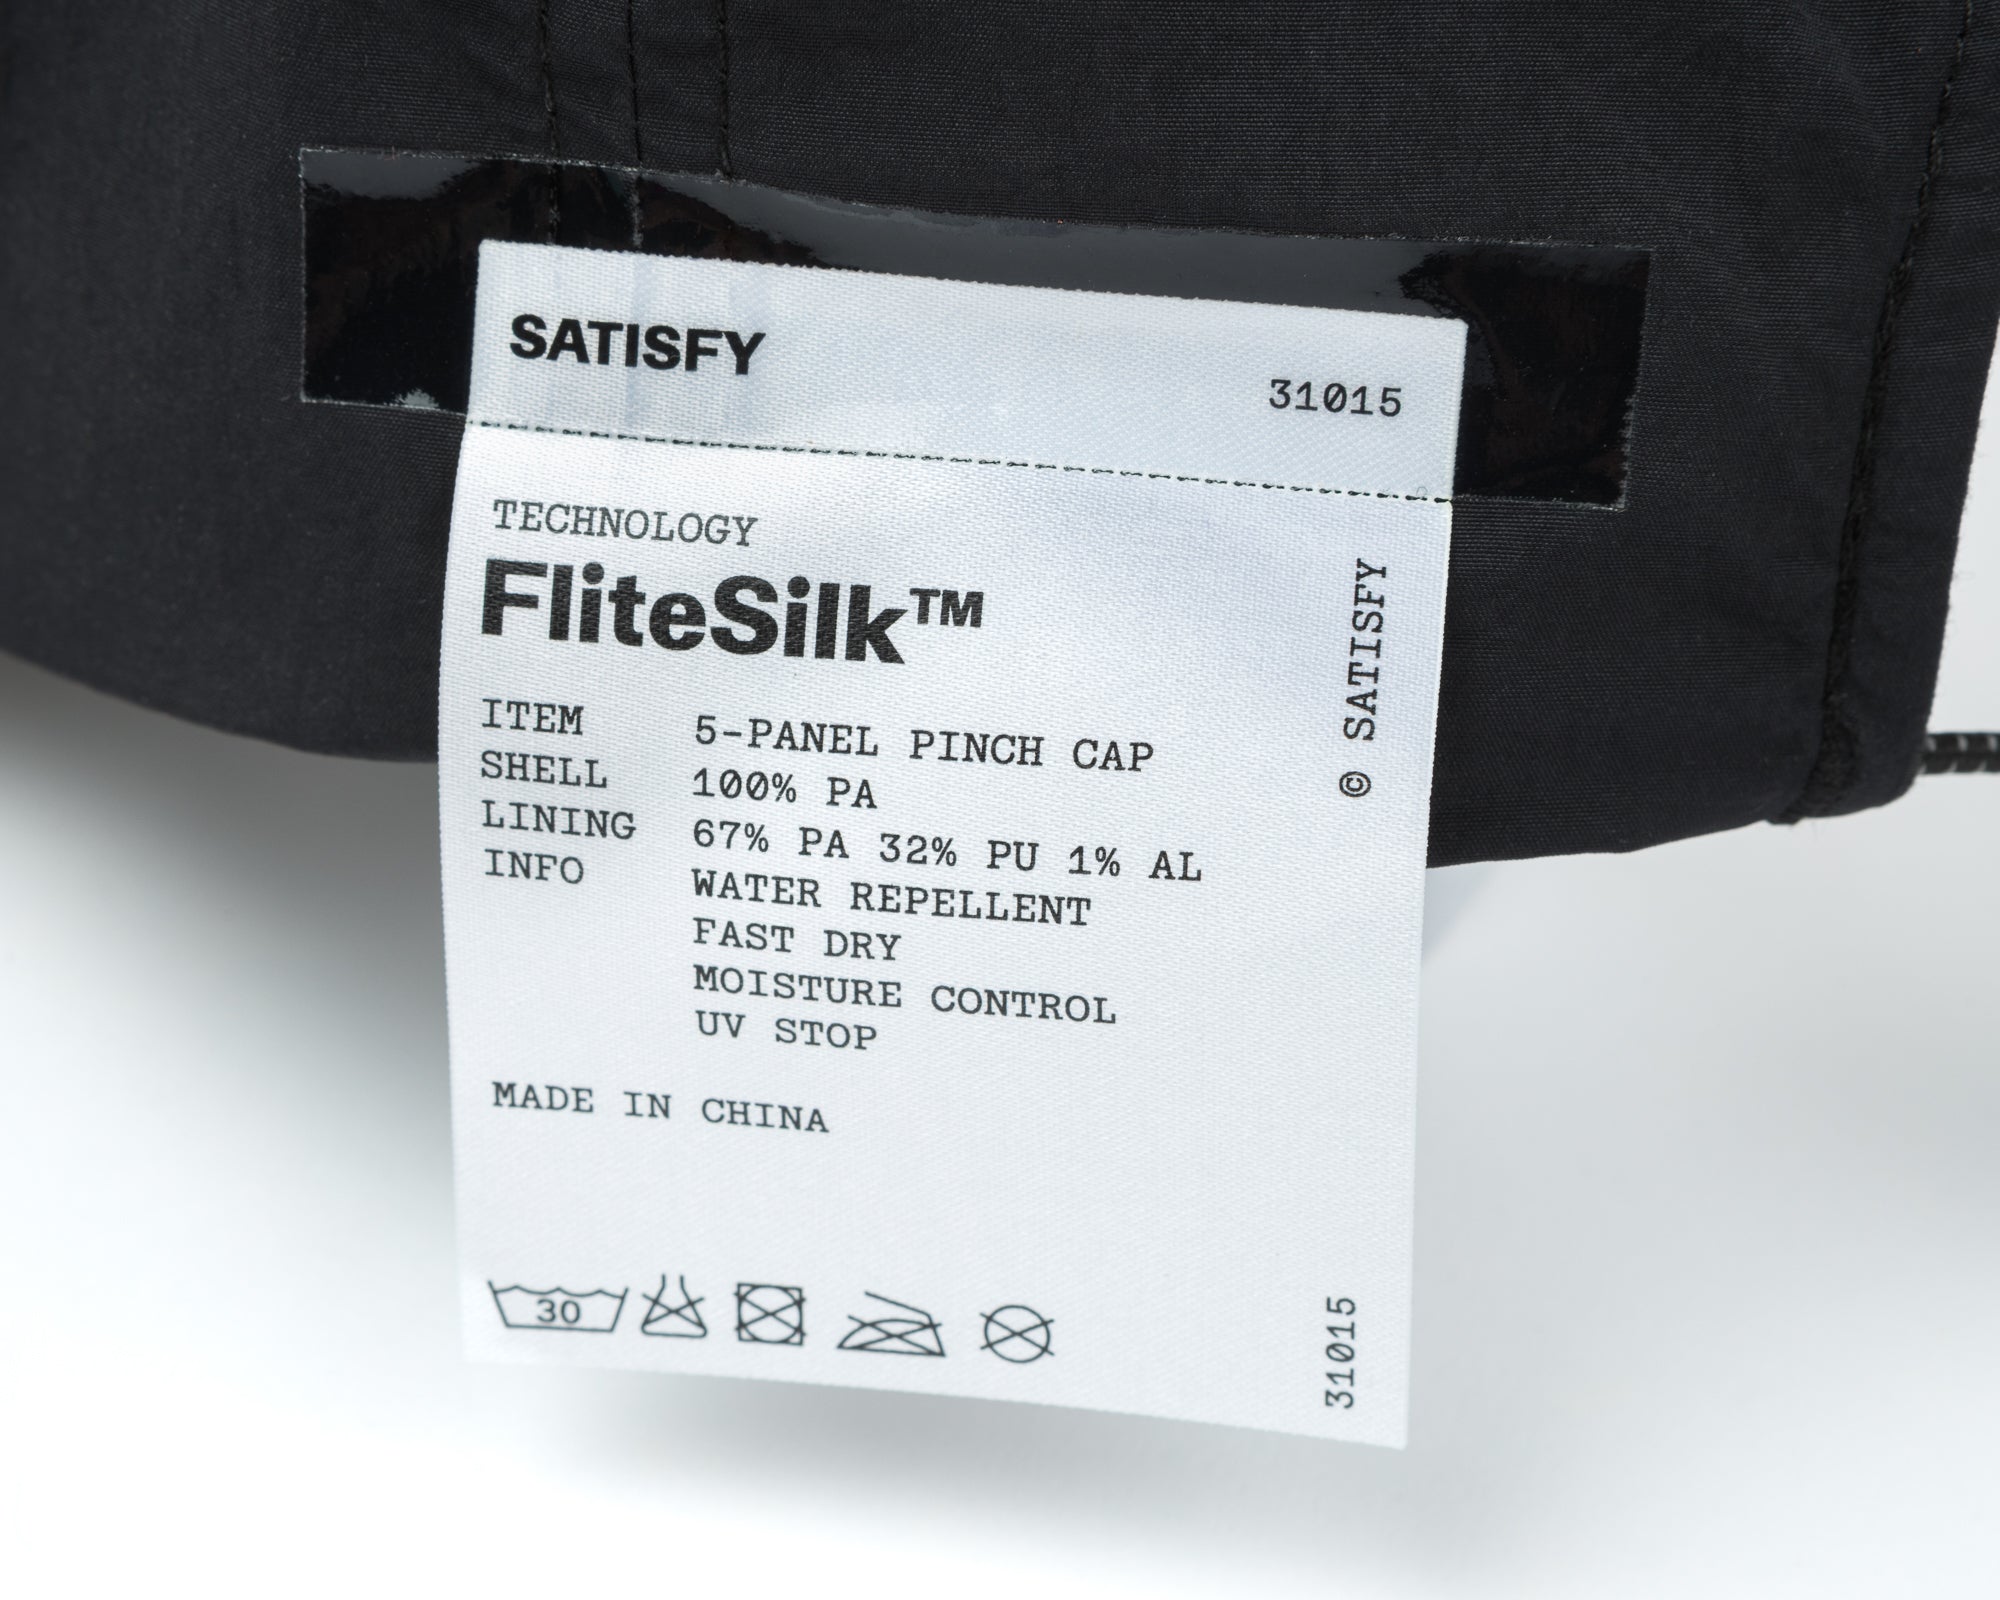 SATISFY
31015
TECHNOLOGY
FliteSilk™
ITEM 5-PANEL PINCH CAP
SHELL 100% PA
LINING 67% PA 32% PU 1% AL
INFO WATER REPELLENT
FAST DRY
MOISTURE CONTROL
UV STOP
MADE IN CHINA
30
© SATISFY
31015